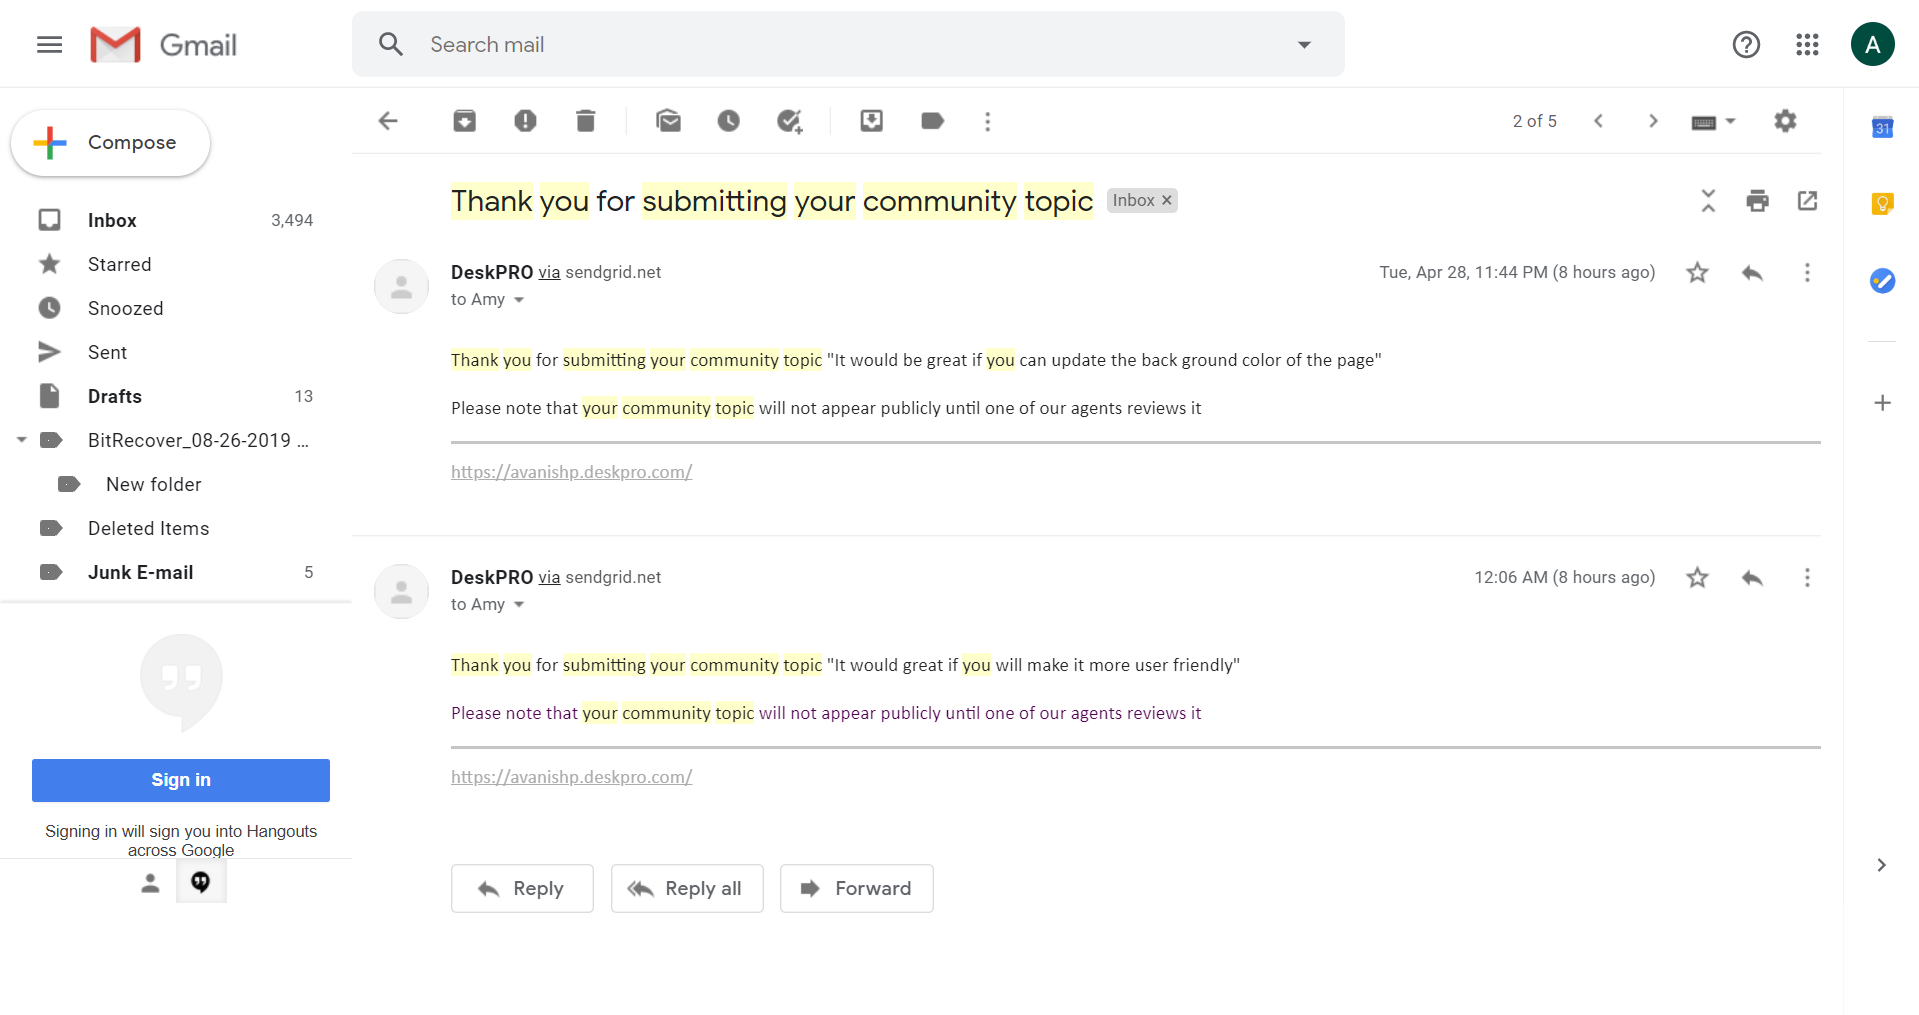 Gmail
Search mail
A
Compose
2 of 5
31
Thank you for submitting your community topic Inbox ×
Inbox 3,494
Starred
Snoozed
Sent
Drafts 13
BitRecover_08-26-2019 ...
New folder
Deleted Items
Junk E-mail 5
DeskPRO via sendgrid.net Tue, Apr 28, 11:44 PM (8 hours ago)
to Amy
Thank you for submitting your community topic "It would be great if you can update the back ground color of the page"
Please note that your community topic will not appear publicly until one of our agents reviews it
https://avanishp.deskpro.com/
DeskPRO via sendgrid.net 12:06 AM (8 hours ago)
to Amy
Thank you for submitting your community topic "It would great if you will make it more user friendly"
Please note that your community topic will not appear publicly until one of our agents reviews it
https://avanishp.deskpro.com/
Sign in
Signing in will sign you into Hangouts
across Google
Reply Reply all Forward